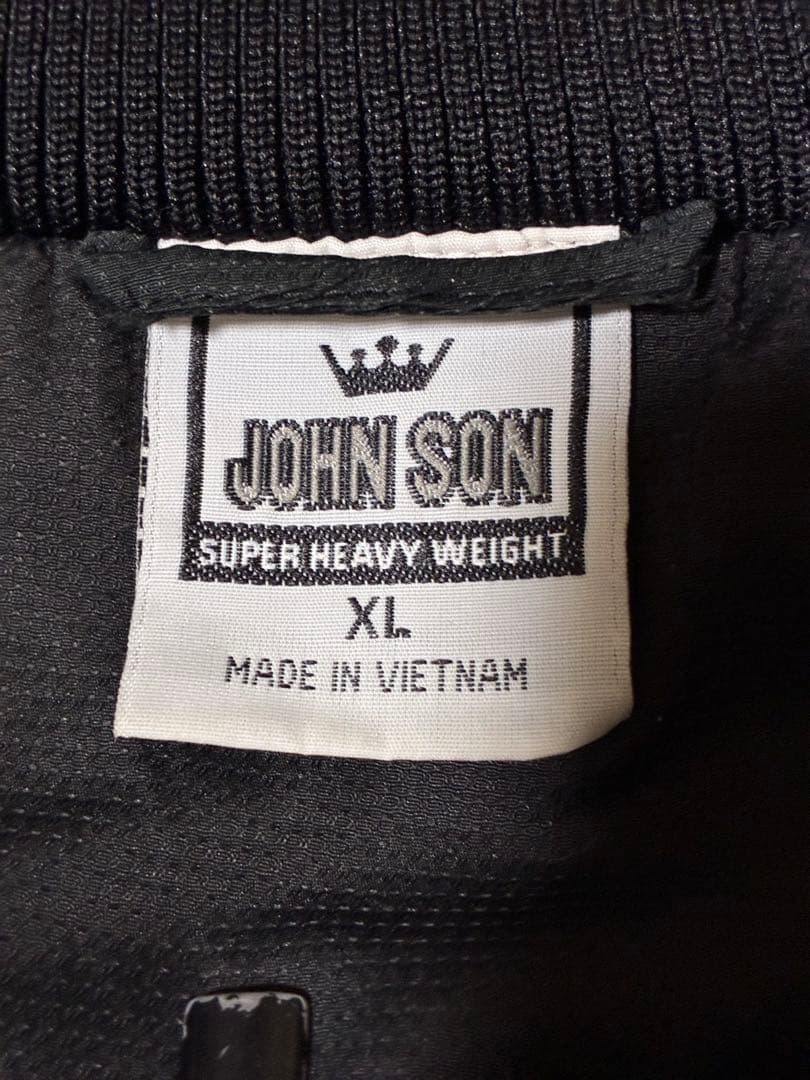 JOHN SON
SUPER HEAVY WEIGHT
XL
MADE IN VIETNAM